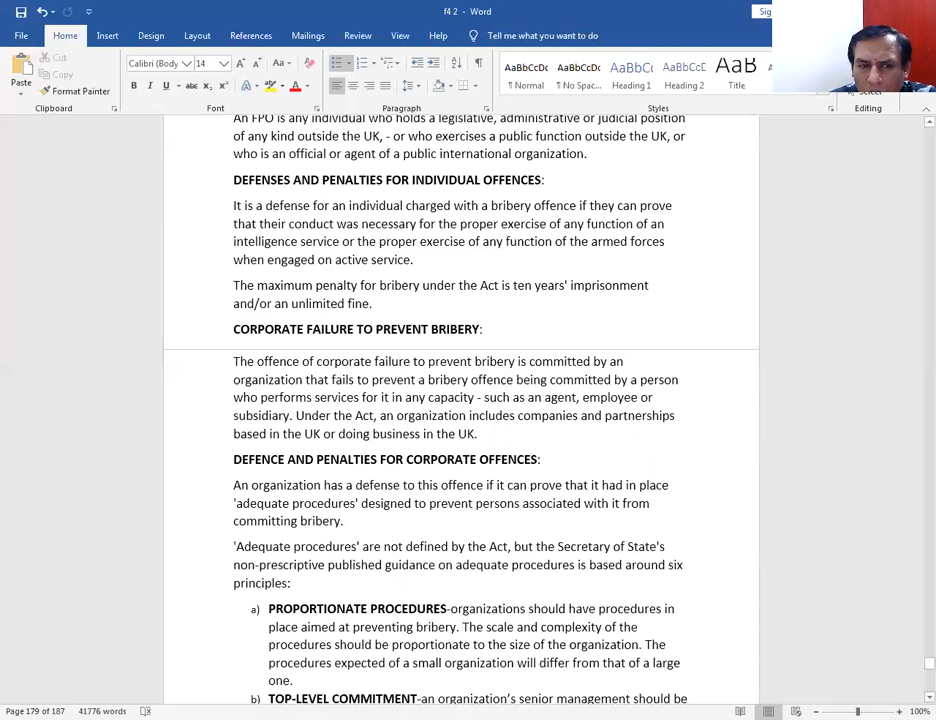 f4 2 - Word
File Home Insert Design Layout References Mailings Review View Help Tell me what you want to do
Paste
Cut
Copy
Format Painter
Clipboard
Calibri (Body 14
Font
Paragraph
AaBbCcDc AaBbCcDc AaBbCc AaBbCcD AaB
¶ Normal ¶ No Spac... Heading 1 Heading 2 Title
Styles
Editing
An FPO is any individual who holds a legislative, administrative or judicial position
of any kind outside the UK, - or who exercises a public function outside the UK, or
who is an official or agent of a public international organization.
DEFENSES AND PENALTIES FOR INDIVIDUAL OFFENCES:
It is a defense for an individual charged with a bribery offence if they can prove
that their conduct was necessary for the proper exercise of any function of an
intelligence service or the proper exercise of any function of the armed forces
when engaged on active service.
The maximum penalty for bribery under the Act is ten years' imprisonment
and/or an unlimited fine.
CORPORATE FAILURE TO PREVENT BRIBERY:
The offence of corporate failure to prevent bribery is committed by an
organization that fails to prevent a bribery offence being committed by a person
who performs services for it in any capacity - such as an agent, employee or
subsidiary. Under the Act, an organization includes companies and partnerships
based in the UK or doing business in the UK.
DEFENCE AND PENALTIES FOR CORPORATE OFFENCES:
An organization has a defense to this offence if it can prove that it had in place
'adequate procedures' designed to prevent persons associated with it from
committing bribery.
'Adequate procedures' are not defined by the Act, but the Secretary of State's
non-prescriptive published guidance on adequate procedures is based around six
principles:
a) PROPORTIONATE PROCEDURES-organizations should have procedures in
place aimed at preventing bribery. The scale and complexity of the
procedures should be proportionate to the size of the organization. The
procedures expected of a small organization will differ from that of a large
one.
b) TOP-LEVEL COMMITMENT-an organization's senior management should be
Page 179 of 187 41776 words 100%